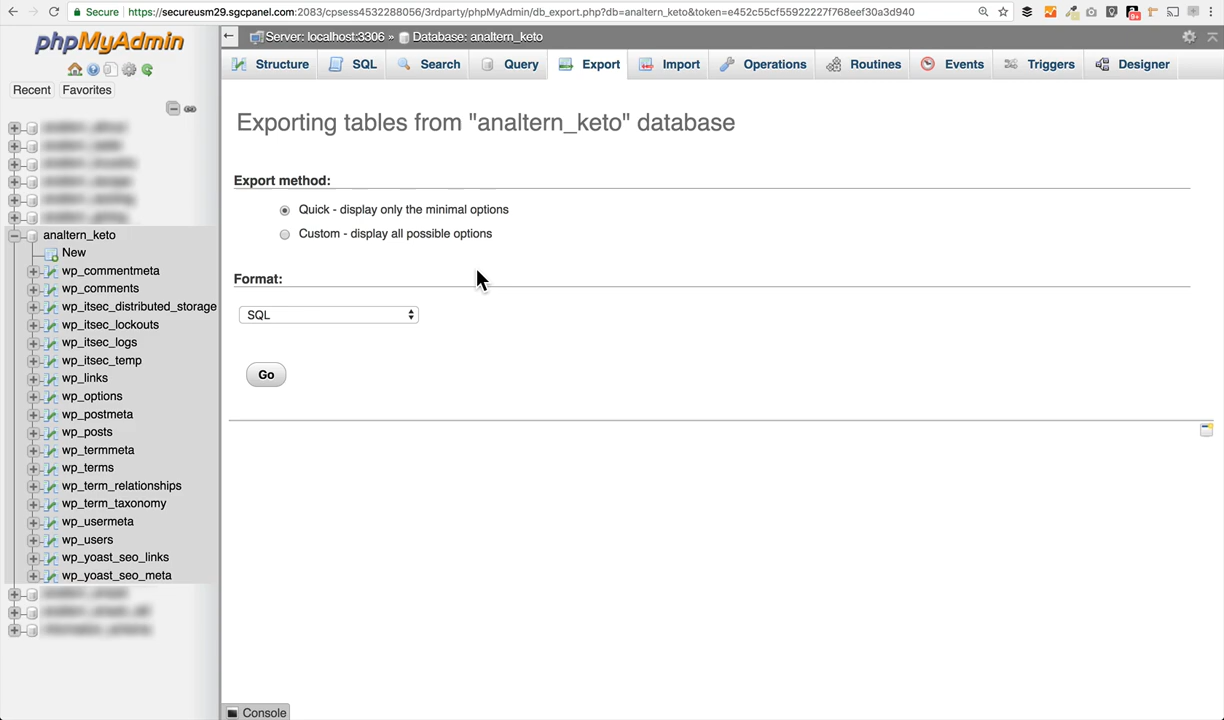 Secure https://secureusm29.sgcpanel.com:2083/cpsess4532288056/3rdparty/phpMyAdmin/db_export.php?db=analtern_keto&token=e452c55cf55922227f768eef30a3d940
phpMyAdmin
Server: localhost:3306 » Database: analtern_keto
Structure SQL Search Query Export Import Operations Routines Events Triggers Designer
Recent Favorites
analtern_keto
New
wp_commentmeta
wp_comments
wp_itsec_distributed_storage
wp_itsec_lockouts
wp_itsec_logs
wp_itsec_temp
wp_links
wp_options
wp_postmeta
wp_posts
wp_termmeta
wp_terms
wp_term_relationships
wp_term_taxonomy
wp_usermeta
wp_users
wp_yoast_seo_links
wp_yoast_seo_meta
Exporting tables from "analtern_keto" database
Export method:
Quick - display only the minimal options
Custom - display all possible options
Format:
SQL
Go
Console